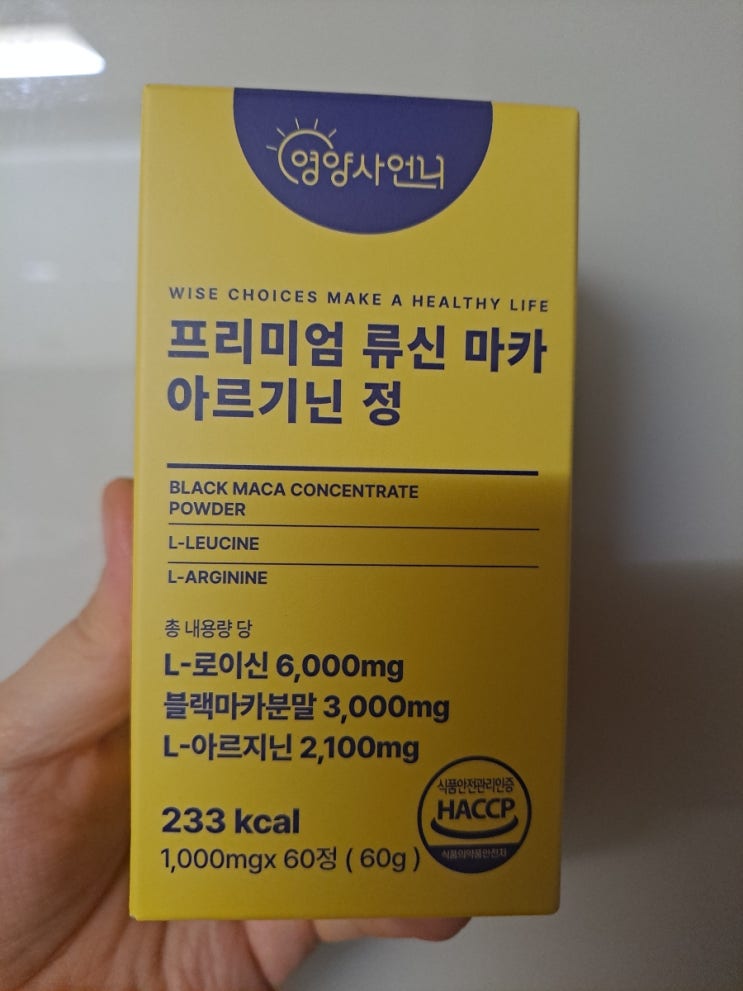 영양사언니
WISE CHOICES MAKE A HEALTHY LIFE
프리미엄 류신 마카
아르기닌 정
BLACK MACA CONCENTRATE
POWDER
L-LEUCINE
L-ARGININE
총 내용량 당
L-로이신 6,000mg
블랙마카분말 3,000mg
L-아르지닌 2,100mg
233 kcal
1,000mgx 60정 ( 60g )
식품안전관리인증
HACCP
식품의약품안전처